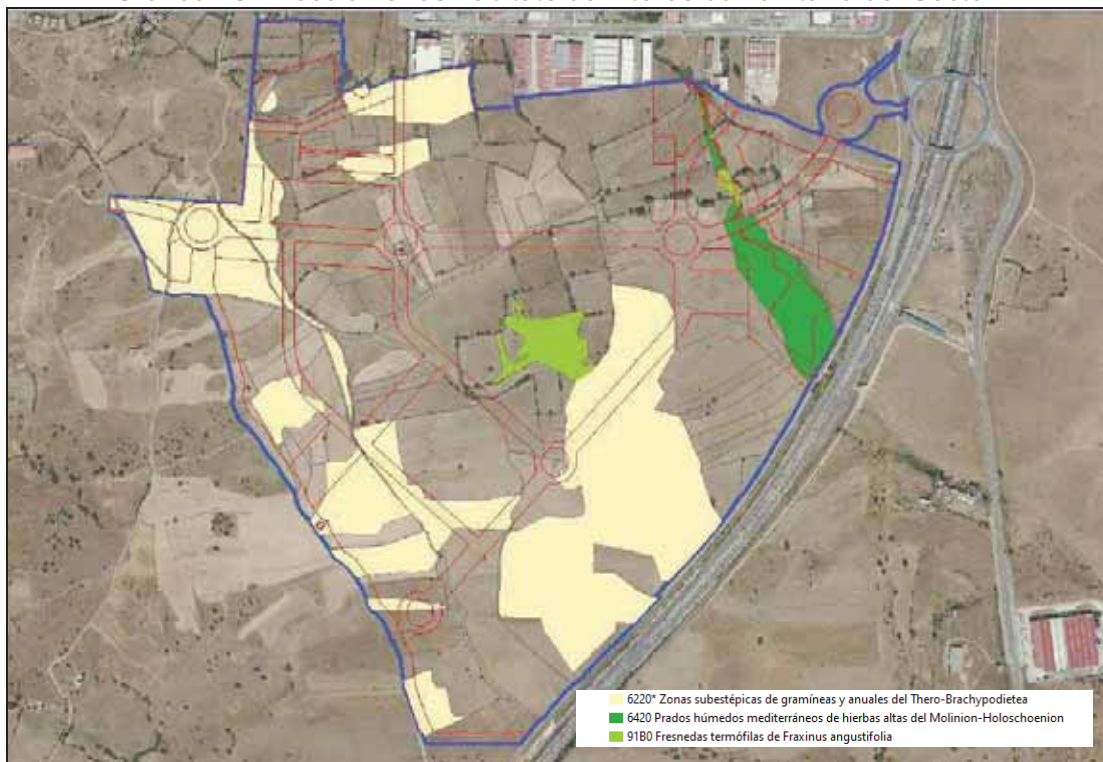 6220* Zonas subestépicas de gramíneas y anuales del Thero-Brachypodietea
6420 Prados húmedos mediterráneos de hierbas altas del Molinion-Holoschoenion
91B0 Fresnedas termófilas de Fraxinus angustifolia